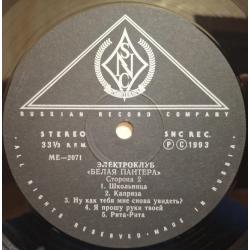 SNC
RUSSIAN RECORD COMPANY
STEREO
33⅓ R.P.M.
ME—2071
SNC REC.
Ⓟ © 1993
ЭЛЕКТРОКЛУБ
«БЕЛАЯ ПАНТЕРА»
Сторона 2
1. Школьница
2. Каприза
3. Ну как тебя мне снова увидеть?
4. Я прошу руки твоей
5. Рита-Рита
ALL RIGHTS RESERVED · MADE IN RUSSIA